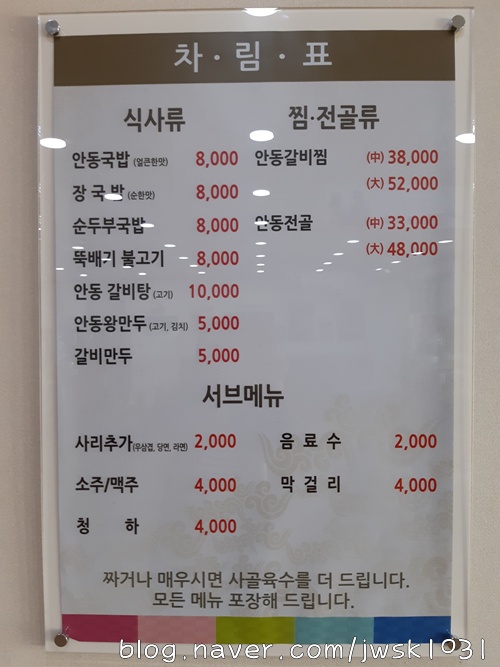 차·림·표
식사류
안동국밥 (얼큰한맛) 8,000
장국밥 (순한맛) 8,000
순두부국밥 8,000
뚝배기 불고기 8,000
안동 갈비탕 (고기) 10,000
안동왕만두 (고기, 김치) 5,000
갈비만두 5,000
찜·전골류
안동갈비찜 (中) 38,000
(大) 52,000
안동전골 (中) 33,000
(大) 48,000
서브메뉴
사리추가 (우삼겹, 당면, 라면) 2,000
소주/맥주 4,000
청하 4,000
음료수 2,000
막걸리 4,000
짜거나 매우시면 사골육수를 더 드립니다.
모든 메뉴 포장해 드립니다.
blog.naver.com/jwsk1031